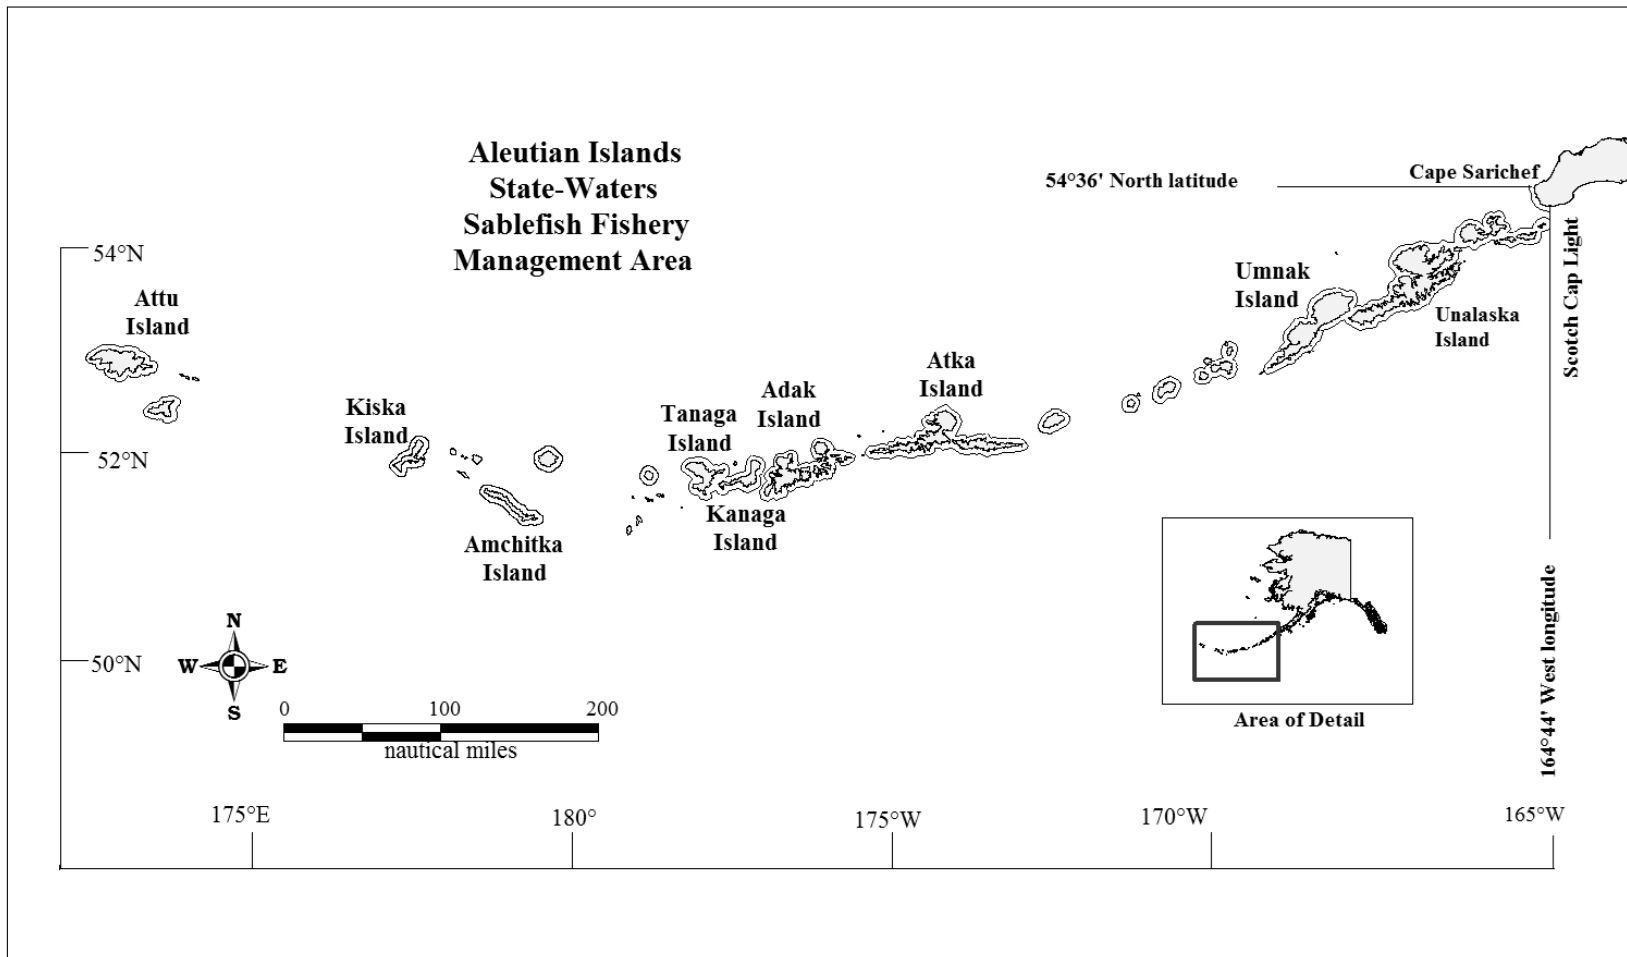 Aleutian Islands
State-Waters
Sablefish Fishery
Management Area
54°36' North latitude
Cape Sarichef
Scotch Cap Light
164°44' West longitude
54°N
52°N
50°N
Attu
Island
Kiska
Island
Amchitka
Island
Tanaga
Island
Kanaga
Island
Adak
Island
Atka
Island
Umnak
Island
Unalaska
Island
N
W E
S
0 100 200
nautical miles
Area of Detail
175°E 180° 175°W 170°W 165°W